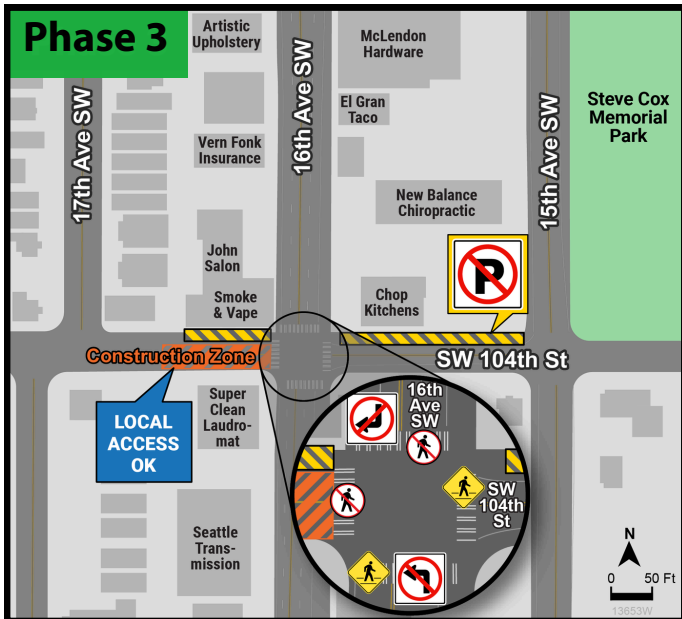 Phase 3
Artistic
Upholstery
McLendon
Hardware
16th Ave SW
17th Ave SW
15th Ave SW
El Gran
Taco
Steve Cox
Memorial
Park
Vern Fonk
Insurance
New Balance
Chiropractic
John
Salon
P
Smoke
& Vape
Chop
Kitchens
Construction Zone
SW 104th St
LOCAL
ACCESS
OK
Super
Clean
Laudro-
mat
16th
Ave
SW
SW
104th
St
Seattle
Trans-
mission
N
0 50 Ft
13653W